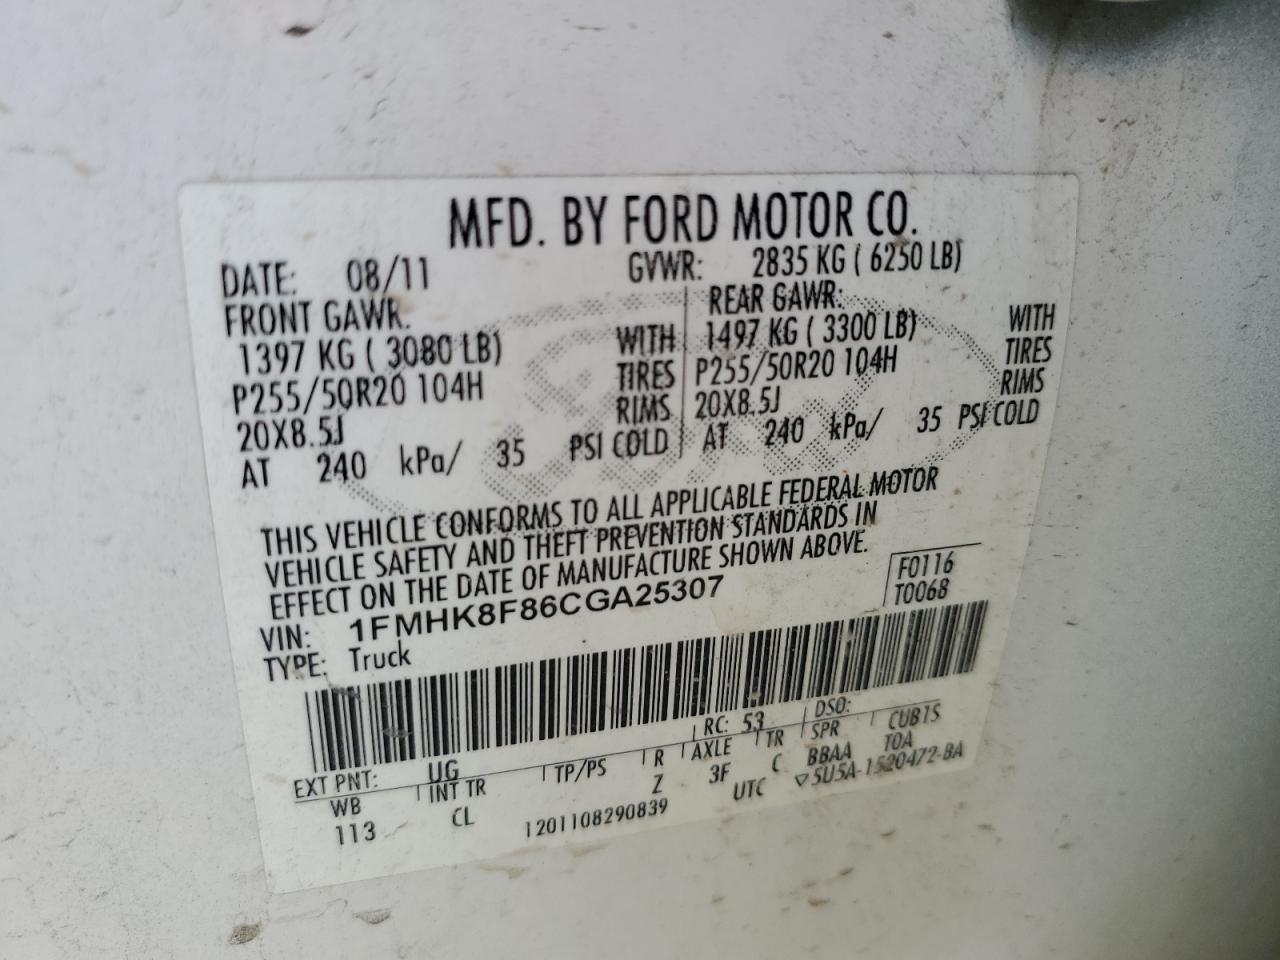 MFD. BY FORD MOTOR CO.
DATE: 08/11 GVWR: 2835 KG ( 6250 LB)
FRONT GAWR: REAR GAWR:
1397 KG ( 3080 LB) WITH 1497 KG ( 3300 LB) WITH
P255/50R20 104H TIRES P255/50R20 104H TIRES
20X8.5J RIMS 20X8.5J RIMS
AT 240 kPa/ 35 PSI COLD AT 240 kPa/ 35 PSI COLD
THIS VEHICLE CONFORMS TO ALL APPLICABLE FEDERAL MOTOR
VEHICLE SAFETY AND THEFT PREVENTION STANDARDS IN
EFFECT ON THE DATE OF MANUFACTURE SHOWN ABOVE.
VIN: 1FMHK8F86CGA25307 F0116
TYPE: Truck T0068
EXT PNT: UG RC: 53 DSO:
WB INT TR TP/PS R AXLE TR SPR CUB1S
113 CL Z 3F C BBAA TOA
1201108290839 UTC ▽5U5A-1520472-BA